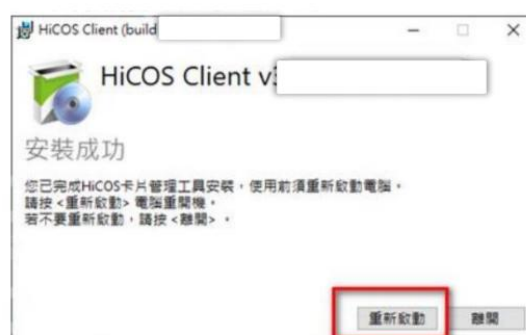 HiCOS Client (build
HiCOS Client v
安裝成功
您已完成HiCOS卡片管理工具安裝，使用前須重新啟動電腦。
請按 <重新啟動> 電腦重開機。
若不要重新啟動，請按 <離開> 。
重新啟動 離開